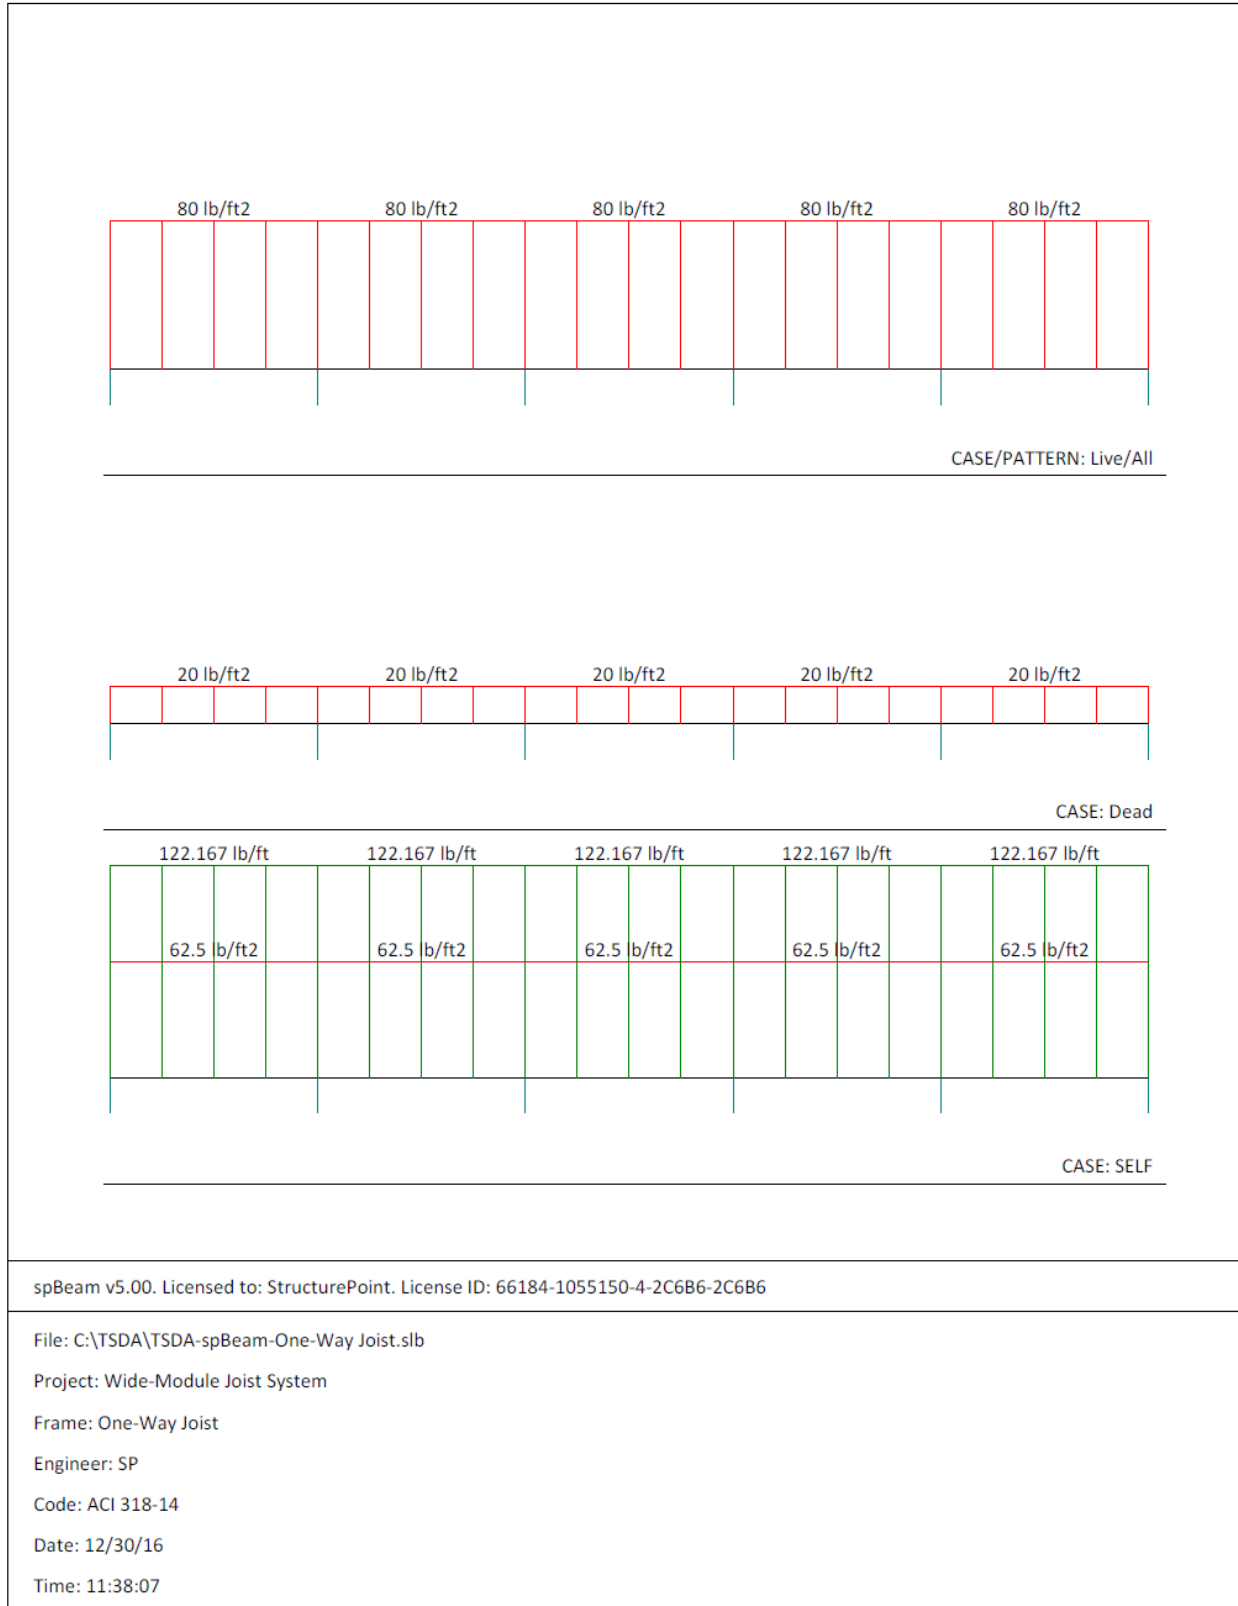 80 lb/ft2 80 lb/ft2 80 lb/ft2 80 lb/ft2 80 lb/ft2
CASE/PATTERN: Live/All
20 lb/ft2 20 lb/ft2 20 lb/ft2 20 lb/ft2 20 lb/ft2
CASE: Dead
122.167 lb/ft 122.167 lb/ft 122.167 lb/ft 122.167 lb/ft 122.167 lb/ft
62.5 lb/ft2 62.5 lb/ft2 62.5 lb/ft2 62.5 lb/ft2 62.5 lb/ft2
CASE: SELF
spBeam v5.00. Licensed to: StructurePoint. License ID: 66184-1055150-4-2C6B6-2C6B6
File: C:\TSDA\TSDA-spBeam-One-Way Joist.slb
Project: Wide-Module Joist System
Frame: One-Way Joist
Engineer: SP
Code: ACI 318-14
Date: 12/30/16
Time: 11:38:07